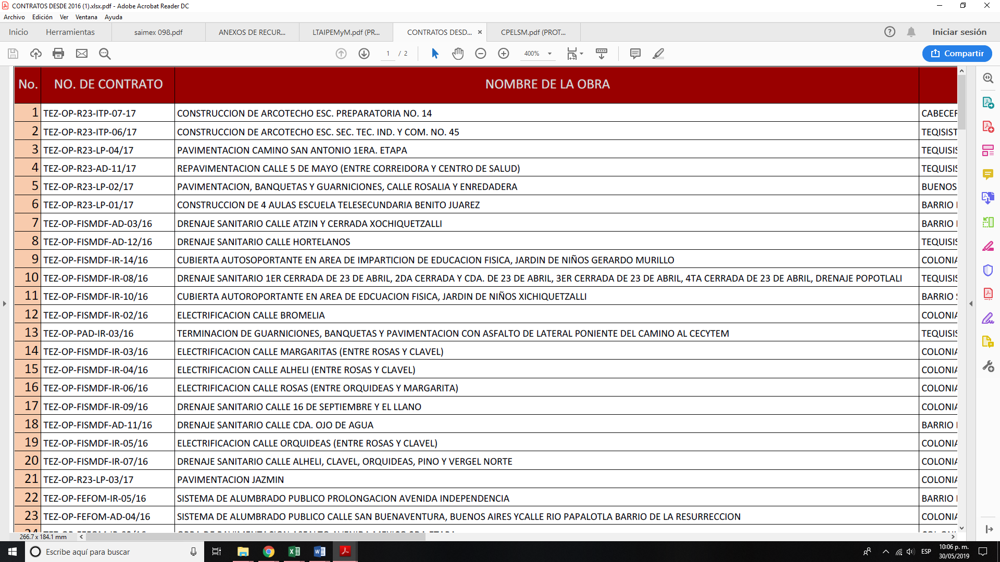 CONTRATOS DESDE 2016 (1).xlsx.pdf - Adobe Acrobat Reader DC
Archivo Edición Ver Ventana Ayuda
Inicio Herramientas saimex 098.pdf ANEXOS DE RECUR... LTAIPEMyM.pdf (PR... CONTRATOS DESD... CPELSM.pdf (PROT... Iniciar sesión
1 / 2 400% Compartir
No. NO. DE CONTRATO NOMBRE DE LA OBRA
1 TEZ-OP-R23-ITP-07-17 CONSTRUCCION DE ARCOTECHO ESC. PREPARATORIA NO. 14 CABECER
2 TEZ-OP-R23-ITP-06/17 CONSTRUCCION DE ARCOTECHO ESC. SEC. TEC. IND. Y COM. NO. 45 TEQISIST
3 TEZ-OP-R23-LP-04/17 PAVIMENTACION CAMINO SAN ANTONIO 1ERA. ETAPA TEQUISIS
4 TEZ-OP-R23-AD-11/17 REPAVIMENTACION CALLE 5 DE MAYO (ENTRE CORREIDORA Y CENTRO DE SALUD) TEQUISIS
5 TEZ-OP-R23-LP-02/17 PAVIMENTACION, BANQUETAS Y GUARNICIONES, CALLE ROSALIA Y ENREDADERA BUENOS
6 TEZ-OP-R23-LP-01/17 CONSTRUCCION DE 4 AULAS ESCUELA TELESECUNDARIA BENITO JUAREZ BARRIO
7 TEZ-OP-FISMDF-AD-03/16 DRENAJE SANITARIO CALLE ATZIN Y CERRADA XOCHIQUETZALLI BARRIO
8 TEZ-OP-FISMDF-AD-12/16 DRENAJE SANITARIO CALLE HORTELANOS TEQUISIS
9 TEZ-OP-FISMDF-IR-14/16 CUBIERTA AUTOSOPORTANTE EN AREA DE IMPARTICION DE EDUCACION FISICA, JARDIN DE NIÑOS GERARDO MURILLO COLONIA
10 TEZ-OP-FISMDF-IR-08/16 DRENAJE SANITARIO 1ER CERRADA DE 23 DE ABRIL, 2DA CERRADA Y CDA. DE 23 DE ABRIL, 3ER CERRADA DE 23 DE ABRIL, 4TA CERRADA DE 23 DE ABRIL, DRENAJE POPOTLALI TEQUISIS
11 TEZ-OP-FISMDF-IR-10/16 CUBIERTA AUTOROPORTANTE EN AREA DE EDCUACION FISICA, JARDIN DE NIÑOS XICHIQUETZALLI BARRIO S
12 TEZ-OP-FISMDF-IR-02/16 ELECTRIFICACION CALLE BROMELIA COLONIA
13 TEZ-OP-PAD-IR-03/16 TERMINACION DE GUARNICIONES, BANQUETAS Y PAVIMENTACION CON ASFALTO DE LATERAL PONIENTE DEL CAMINO AL CECYTEM TEQUISIS
14 TEZ-OP-FISMDF-IR-03/16 ELECTRIFICACION CALLE MARGARITAS (ENTRE ROSAS Y CLAVEL) COLONIA
15 TEZ-OP-FISMDF-IR-04/16 ELECTRIFICACION CALLE ALHELI (ENTRE ROSAS Y CLAVEL) COLONIA
16 TEZ-OP-FISMDF-IR-06/16 ELECTRIFICACION CALLE ROSAS (ENTRE ORQUIDEAS Y MARGARITA) COLONIA
17 TEZ-OP-FISMDF-IR-09/16 DRENAJE SANITARIO CALLE 16 DE SEPTIEMBRE Y EL LLANO COLONIA
18 TEZ-OP-FISMDF-AD-11/16 DRENAJE SANITARIO CALLE CDA. OJO DE AGUA BARRIO
19 TEZ-OP-FISMDF-IR-05/16 ELECTRIFICACION CALLE ORQUIDEAS (ENTRE ROSAS Y CLAVEL) COLONIA
20 TEZ-OP-FISMDF-IR-07/16 DRENAJE SANITARIO CALLE ALHELI, CLAVEL, ORQUIDEAS, PINO Y VERGEL NORTE COLONIA
21 TEZ-OP-R23-LP-03/17 PAVIMENTACION JAZMIN COLONIA
22 TEZ-OP-FEFOM-IR-05/16 SISTEMA DE ALUMBRADO PUBLICO PROLONGACION AVENIDA INDEPENDENCIA BARRIO
23 TEZ-OP-FEFOM-AD-04/16 SISTEMA DE ALUMBRADO PUBLICO CALLE SAN BUENAVENTURA, BUENOS AIRES YCALLE RIO PAPALOTLA BARRIO DE LA RESURRECCION COLONIA
266.7 x 184.1 mm
Escribe aquí para buscar ESP 10:06 p. m.
30/05/2019